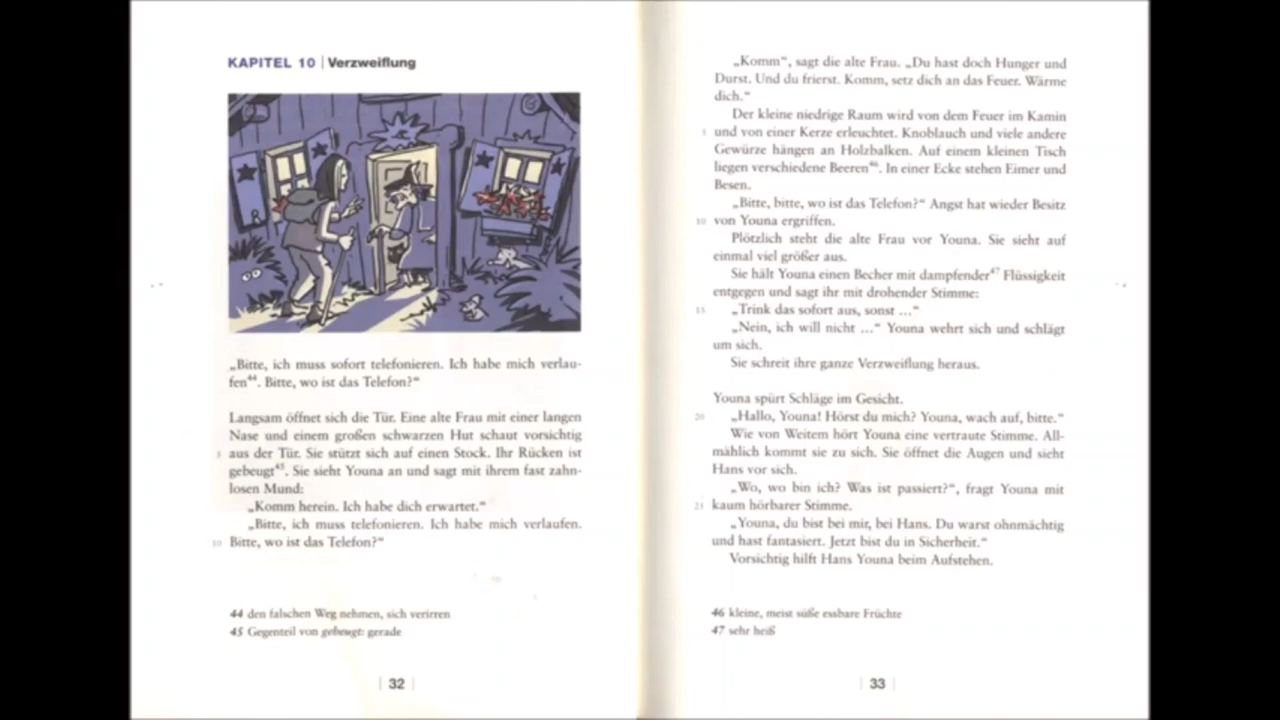 KAPITEL 10 | Verzweiflung
„Bitte, ich muss sofort telefonieren. Ich habe mich verlau-
fen44. Bitte, wo ist das Telefon?“
Langsam öffnet sich die Tür. Eine alte Frau mit einer langen
Nase und einem großen schwarzen Hut schaut vorsichtig
5 aus der Tür. Sie stützt sich auf einen Stock. Ihr Rücken ist
gebeugt45. Sie sieht Youna an und sagt mit ihrem fast zahn-
losen Mund:
„Komm herein. Ich habe dich erwartet.“
„Bitte, ich muss telefonieren. Ich habe mich verlaufen.
10 Bitte, wo ist das Telefon?“
44 den falschen Weg nehmen, sich verirren
45 Gegenteil von gebeugt: gerade
| 32 |
„Komm“, sagt die alte Frau. „Du hast doch Hunger und
Durst. Und du frierst. Komm, setz dich an das Feuer. Wärme
dich.“
Der kleine niedrige Raum wird von dem Feuer im Kamin
5 und von einer Kerze erleuchtet. Knoblauch und viele andere
Gewürze hängen an Holzbalken. Auf einem kleinen Tisch
liegen verschiedene Beeren46. In einer Ecke stehen Eimer und
Besen.
„Bitte, bitte, wo ist das Telefon?“ Angst hat wieder Besitz
10 von Youna ergriffen.
Plötzlich steht die alte Frau vor Youna. Sie sieht auf
einmal viel größer aus.
Sie hält Youna einen Becher mit dampfender47 Flüssigkeit
entgegen und sagt ihr mit drohender Stimme:
15 „Trink das sofort aus, sonst ...“
„Nein, ich will nicht ...“ Youna wehrt sich und schlägt
um sich.
Sie schreit ihre ganze Verzweiflung heraus.
Youna spürt Schläge im Gesicht.
20 „Hallo, Youna! Hörst du mich? Youna, wach auf, bitte.“
Wie von Weitem hört Youna eine vertraute Stimme. All-
mählich kommt sie zu sich. Sie öffnet die Augen und sieht
Hans vor sich.
„Wo, wo bin ich? Was ist passiert?“, fragt Youna mit
25 kaum hörbarer Stimme.
„Youna, du bist bei mir, bei Hans. Du warst ohnmächtig
und hast fantasiert. Jetzt bist du in Sicherheit.“
Vorsichtig hilft Hans Youna beim Aufstehen.
46 kleine, meist süße essbare Früchte
47 sehr heiß
| 33 |